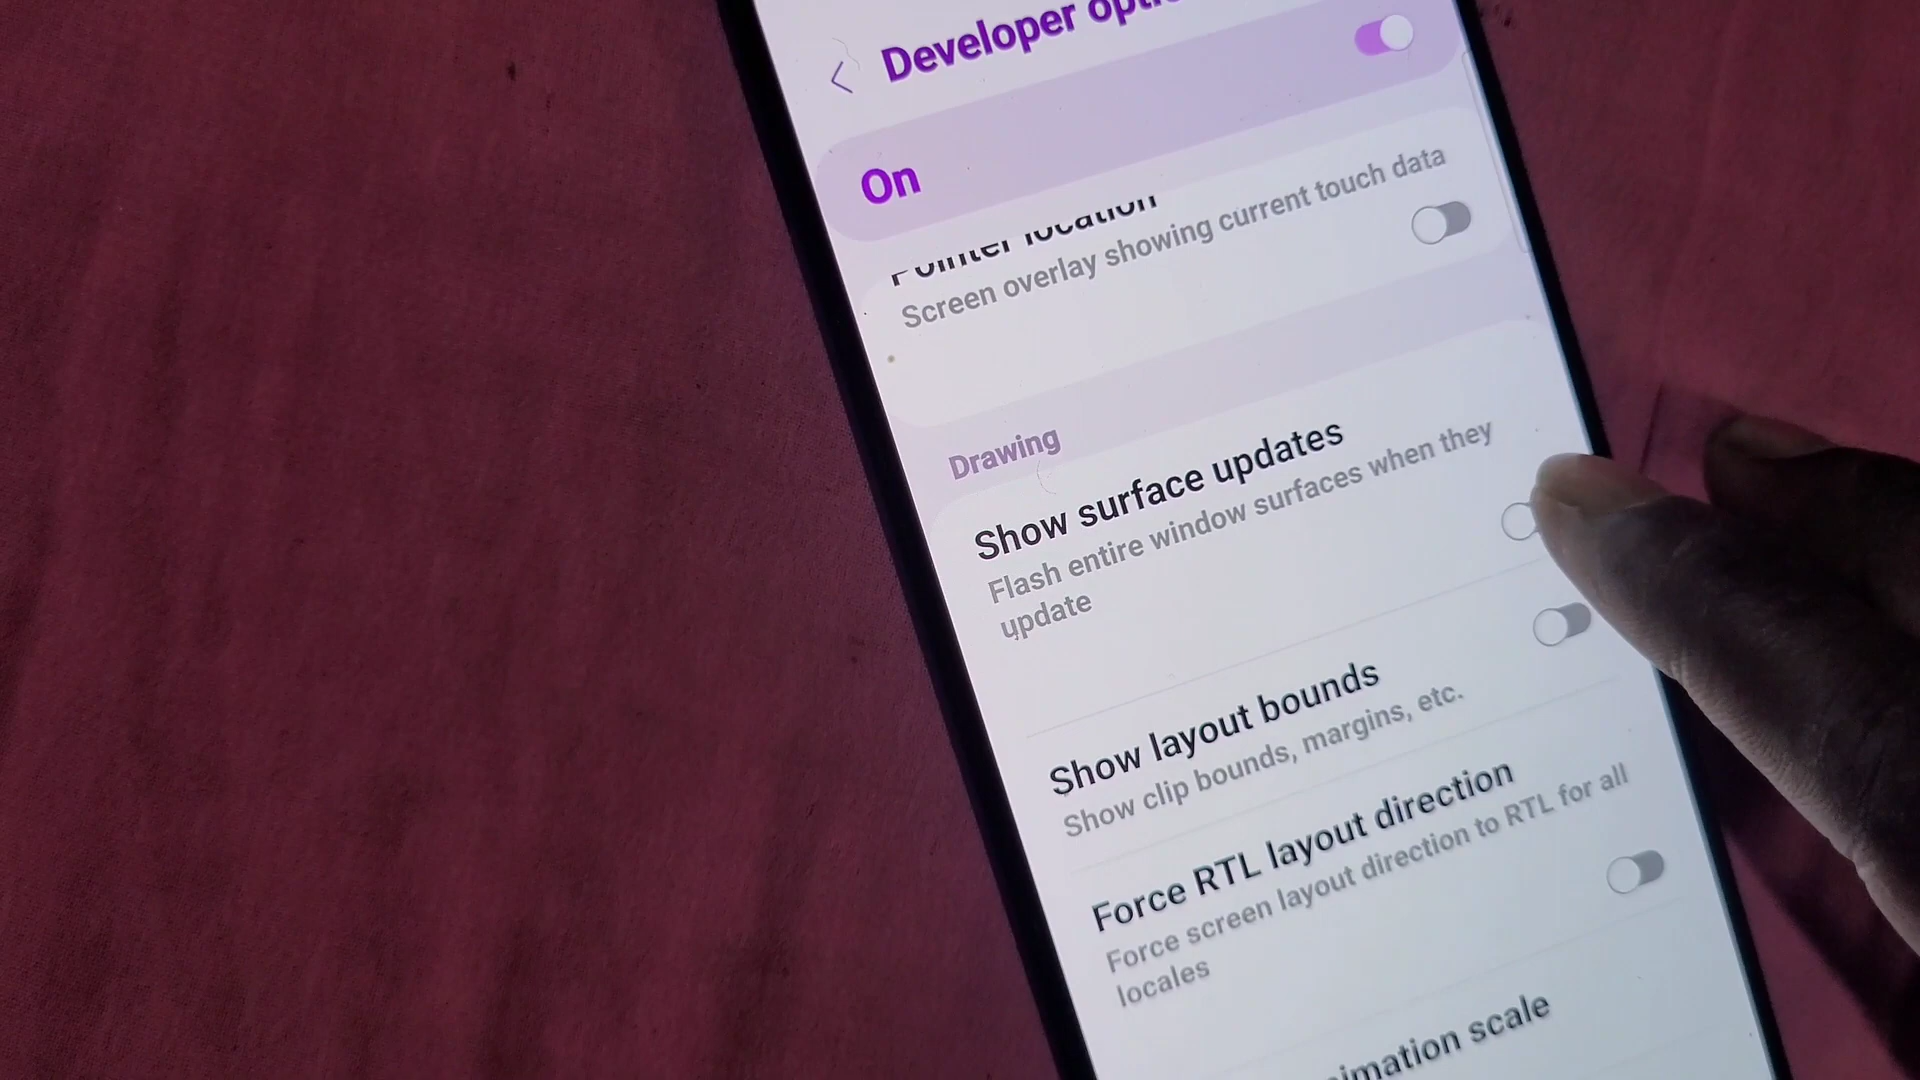 Developer
On
Pointer location
Screen overlay showing current touch data
Drawing
Show surface updates
Flash entire window surfaces when they
update
Show layout bounds
Show clip bounds, margins, etc.
Force RTL layout direction
Force screen layout direction to RTL for all
locales
scale